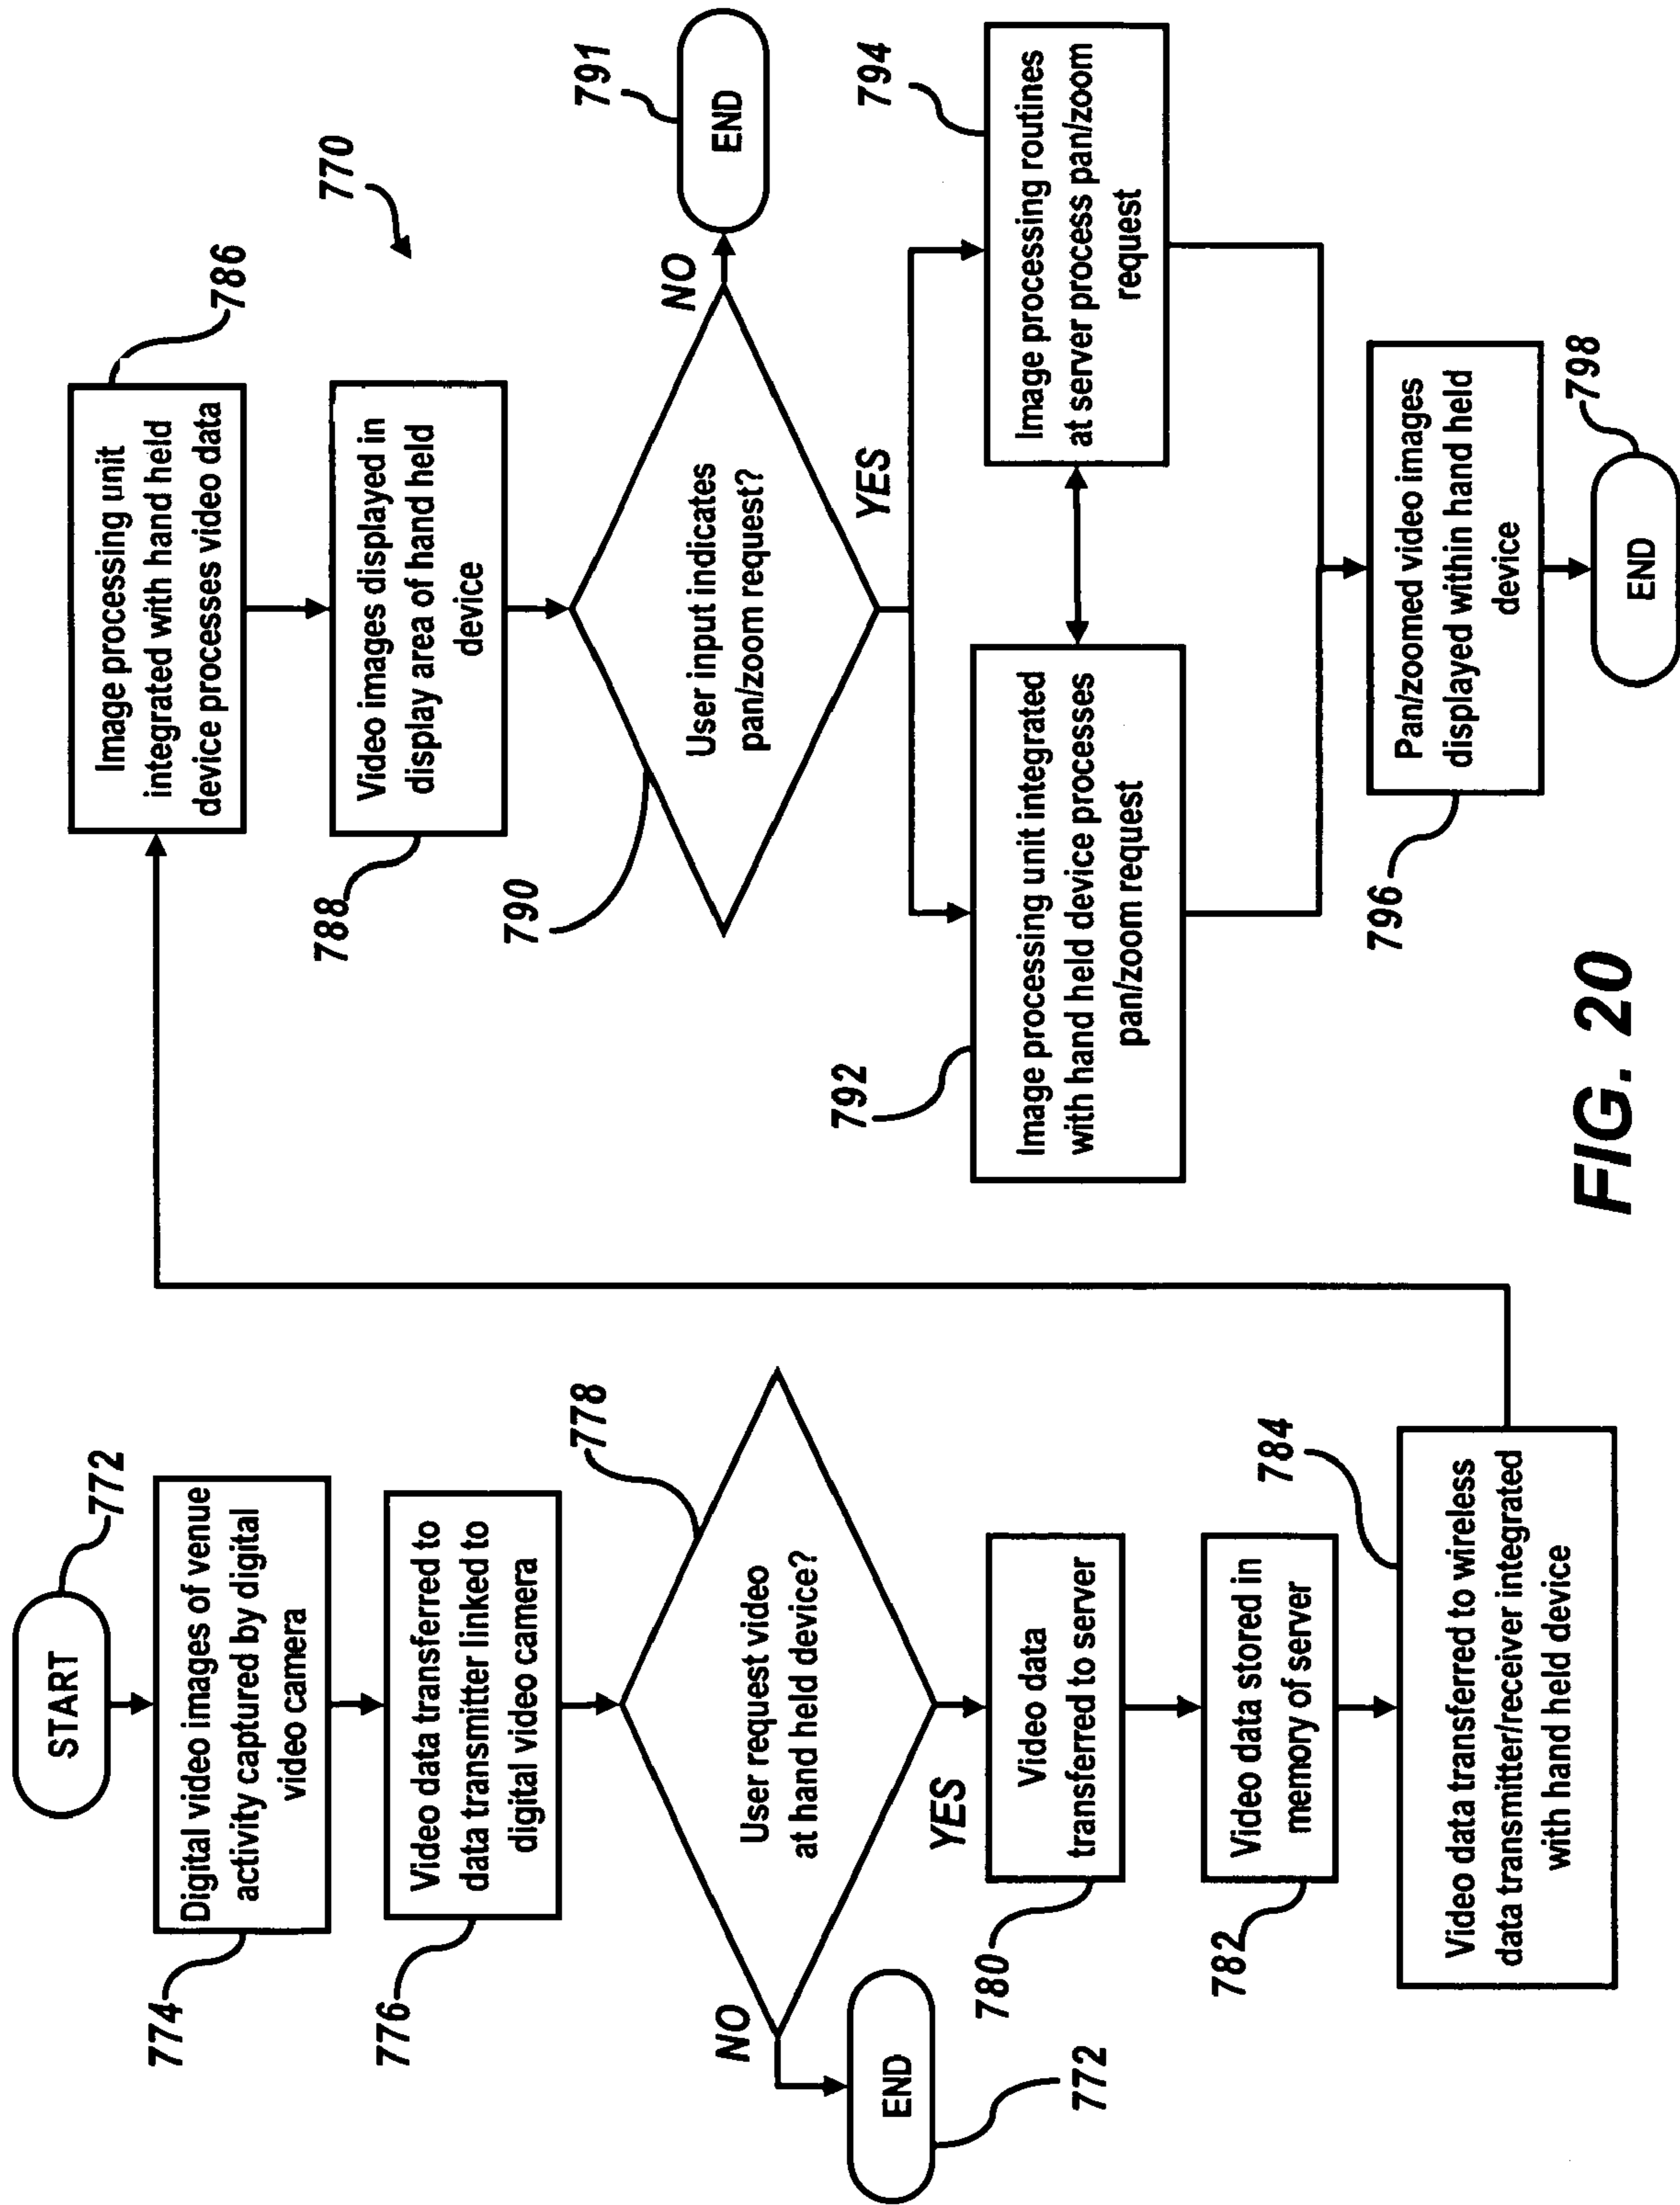 START
772
Digital video images of venue
activity captured by digital
video camera
774
Video data transferred to
data transmitter linked to
digital video camera
776
User request video
at hand held device?
778
NO
END
772
YES
Video data
transferred to server
780
Video data stored in
memory of server
782
Video data transferred to wireless
data transmitter/receiver integrated
with hand held device
784
Image processing unit
integrated with hand held
device processes video data
786
770
Video images displayed in
display area of hand held
device
788
User input indicates
pan/zoom request?
790
NO
END
791
YES
Image processing unit integrated
with hand held device processes
pan/zoom request
792
Image processing routines
at server process pan/zoom
request
794
Pan/zoomed video images
displayed within hand held
device
796
END
798
FIG. 20